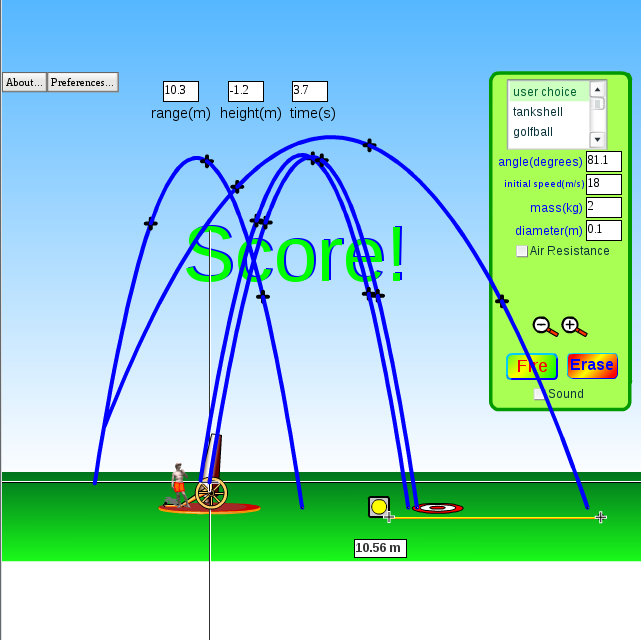 About... Preferences...
10.3 -1.2 3.7
range(m) height(m) time(s)
user choice
tankshell
golfball
angle(degrees) 81.1
initial speed(m/s) 18
mass(kg) 2
diameter(m) 0.1
Air Resistance
Score!
Fire Erase
Sound
10.56 m